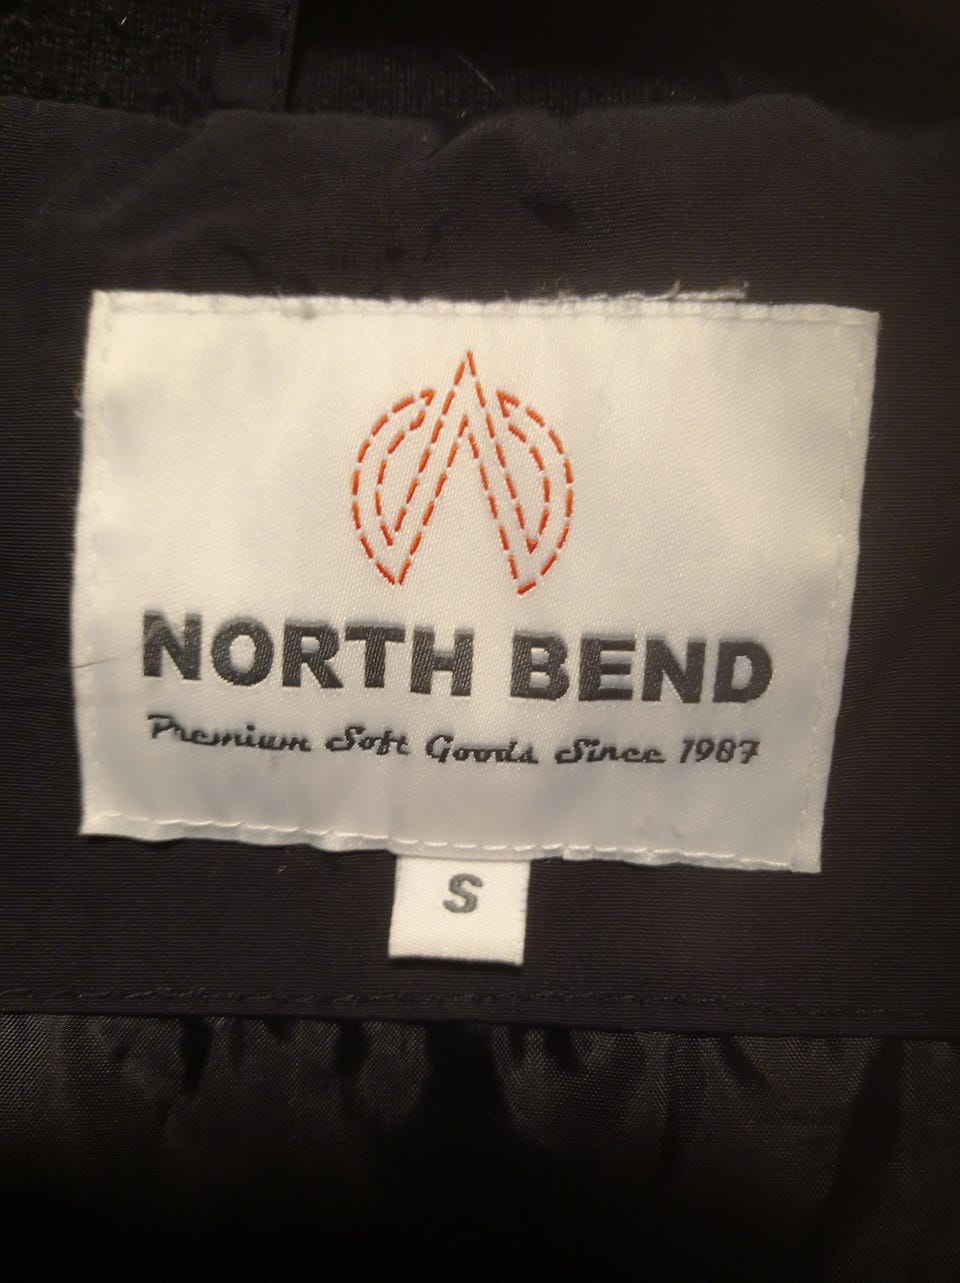 NORTH BEND
Premium Soft Goods Since 1987
S